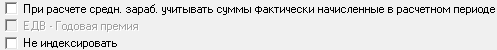 При расчете средн. зараб. учитывать суммы фактически начисленные в расчетном периоде
ЕДВ - Годовая премия
Не индексировать